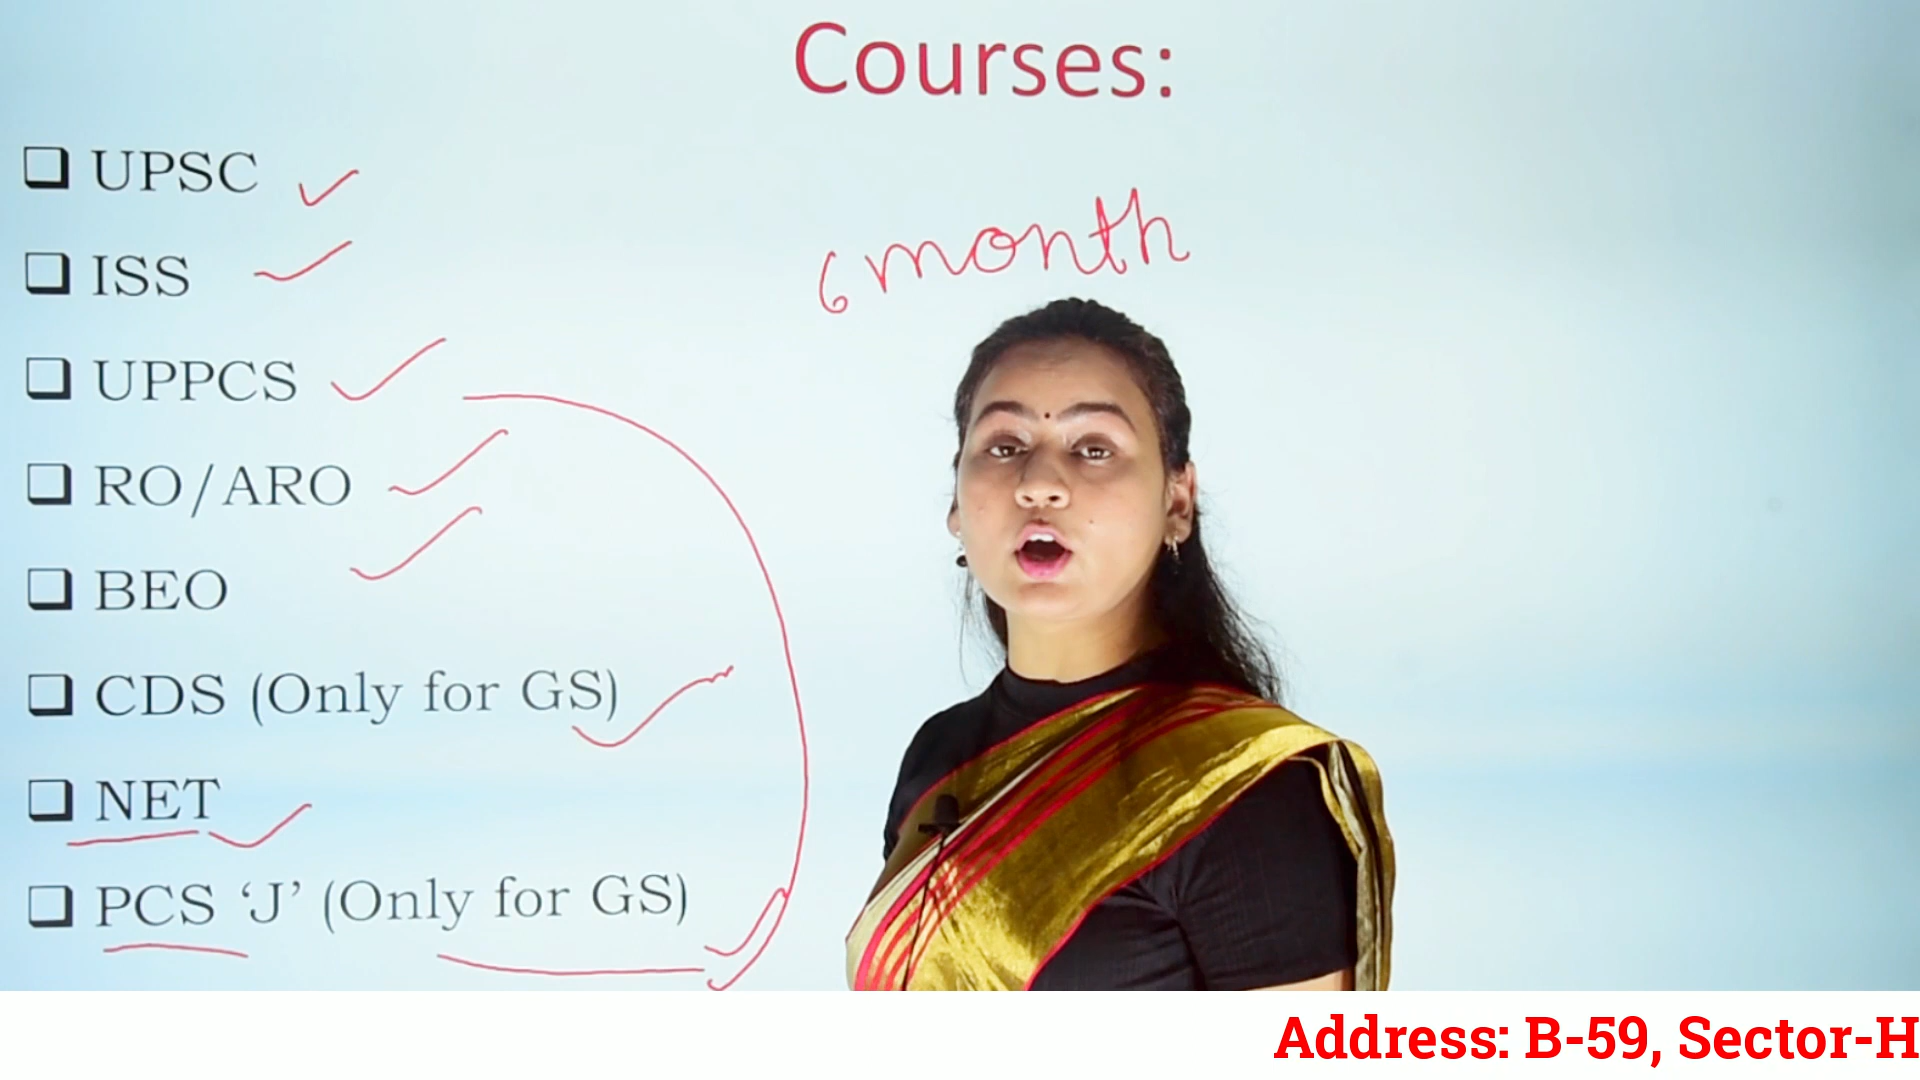 Courses:
UPSC
ISS
UPPCS
RO/ARO
BEO
CDS (Only for GS)
NET
PCS ‘J’ (Only for GS)
6 month
Address: B-59, Sector-H